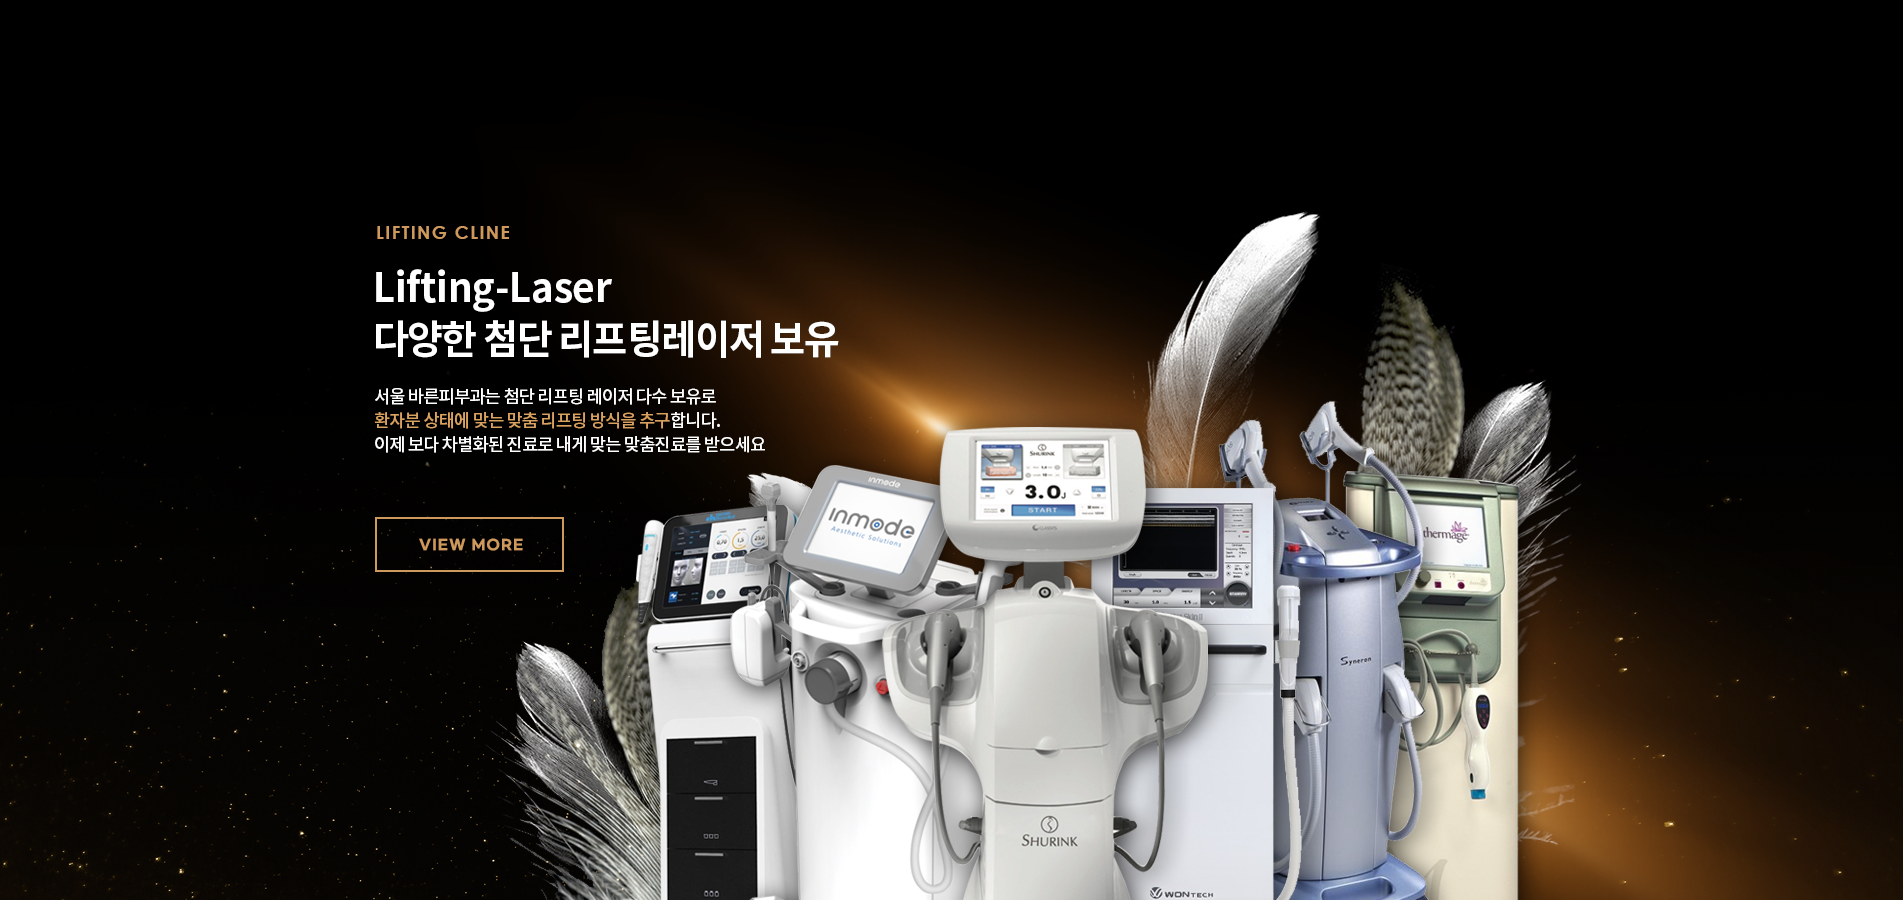 LIFTING CLINE
Lifting-Laser
다양한 첨단 리프팅레이저 보유
서울 바른피부과는 첨단 리프팅 레이저 다수 보유로
환자분 상태에 맞는 맞춤 리프팅 방식을 추구합니다.
이제 보다 차별화된 진료로 내게 맞는 맞춤진료를 받으세요
VIEW MORE
inmode
inmode
Aesthetic Solutions
SHURINK
3.0J
START
thermage
Syneron
SHURINK
WONTECH